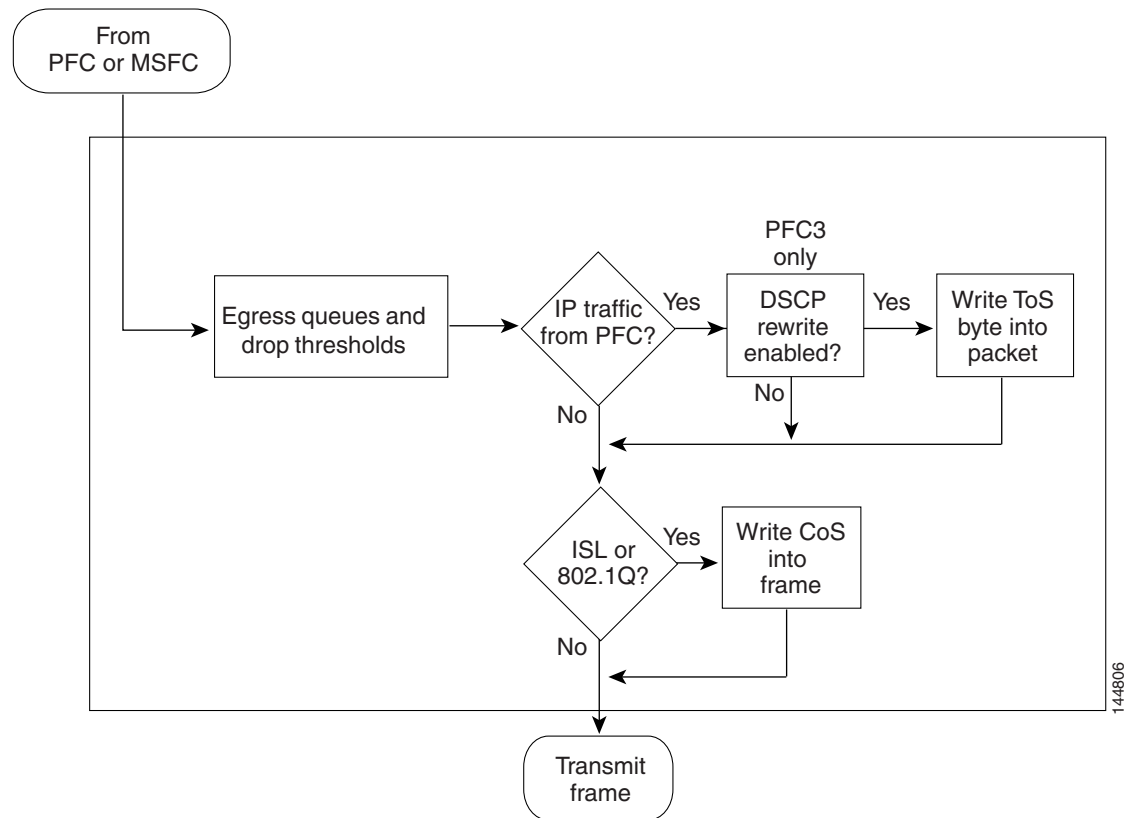 From
PFC or MSFC
PFC3
only
Egress queues and
drop thresholds
IP traffic
from PFC?
Yes
DSCP
rewrite
enabled?
Yes
Write ToS
byte into
packet
No
No
ISL or
802.1Q?
Yes
Write CoS
into
frame
No
144806
Transmit
frame